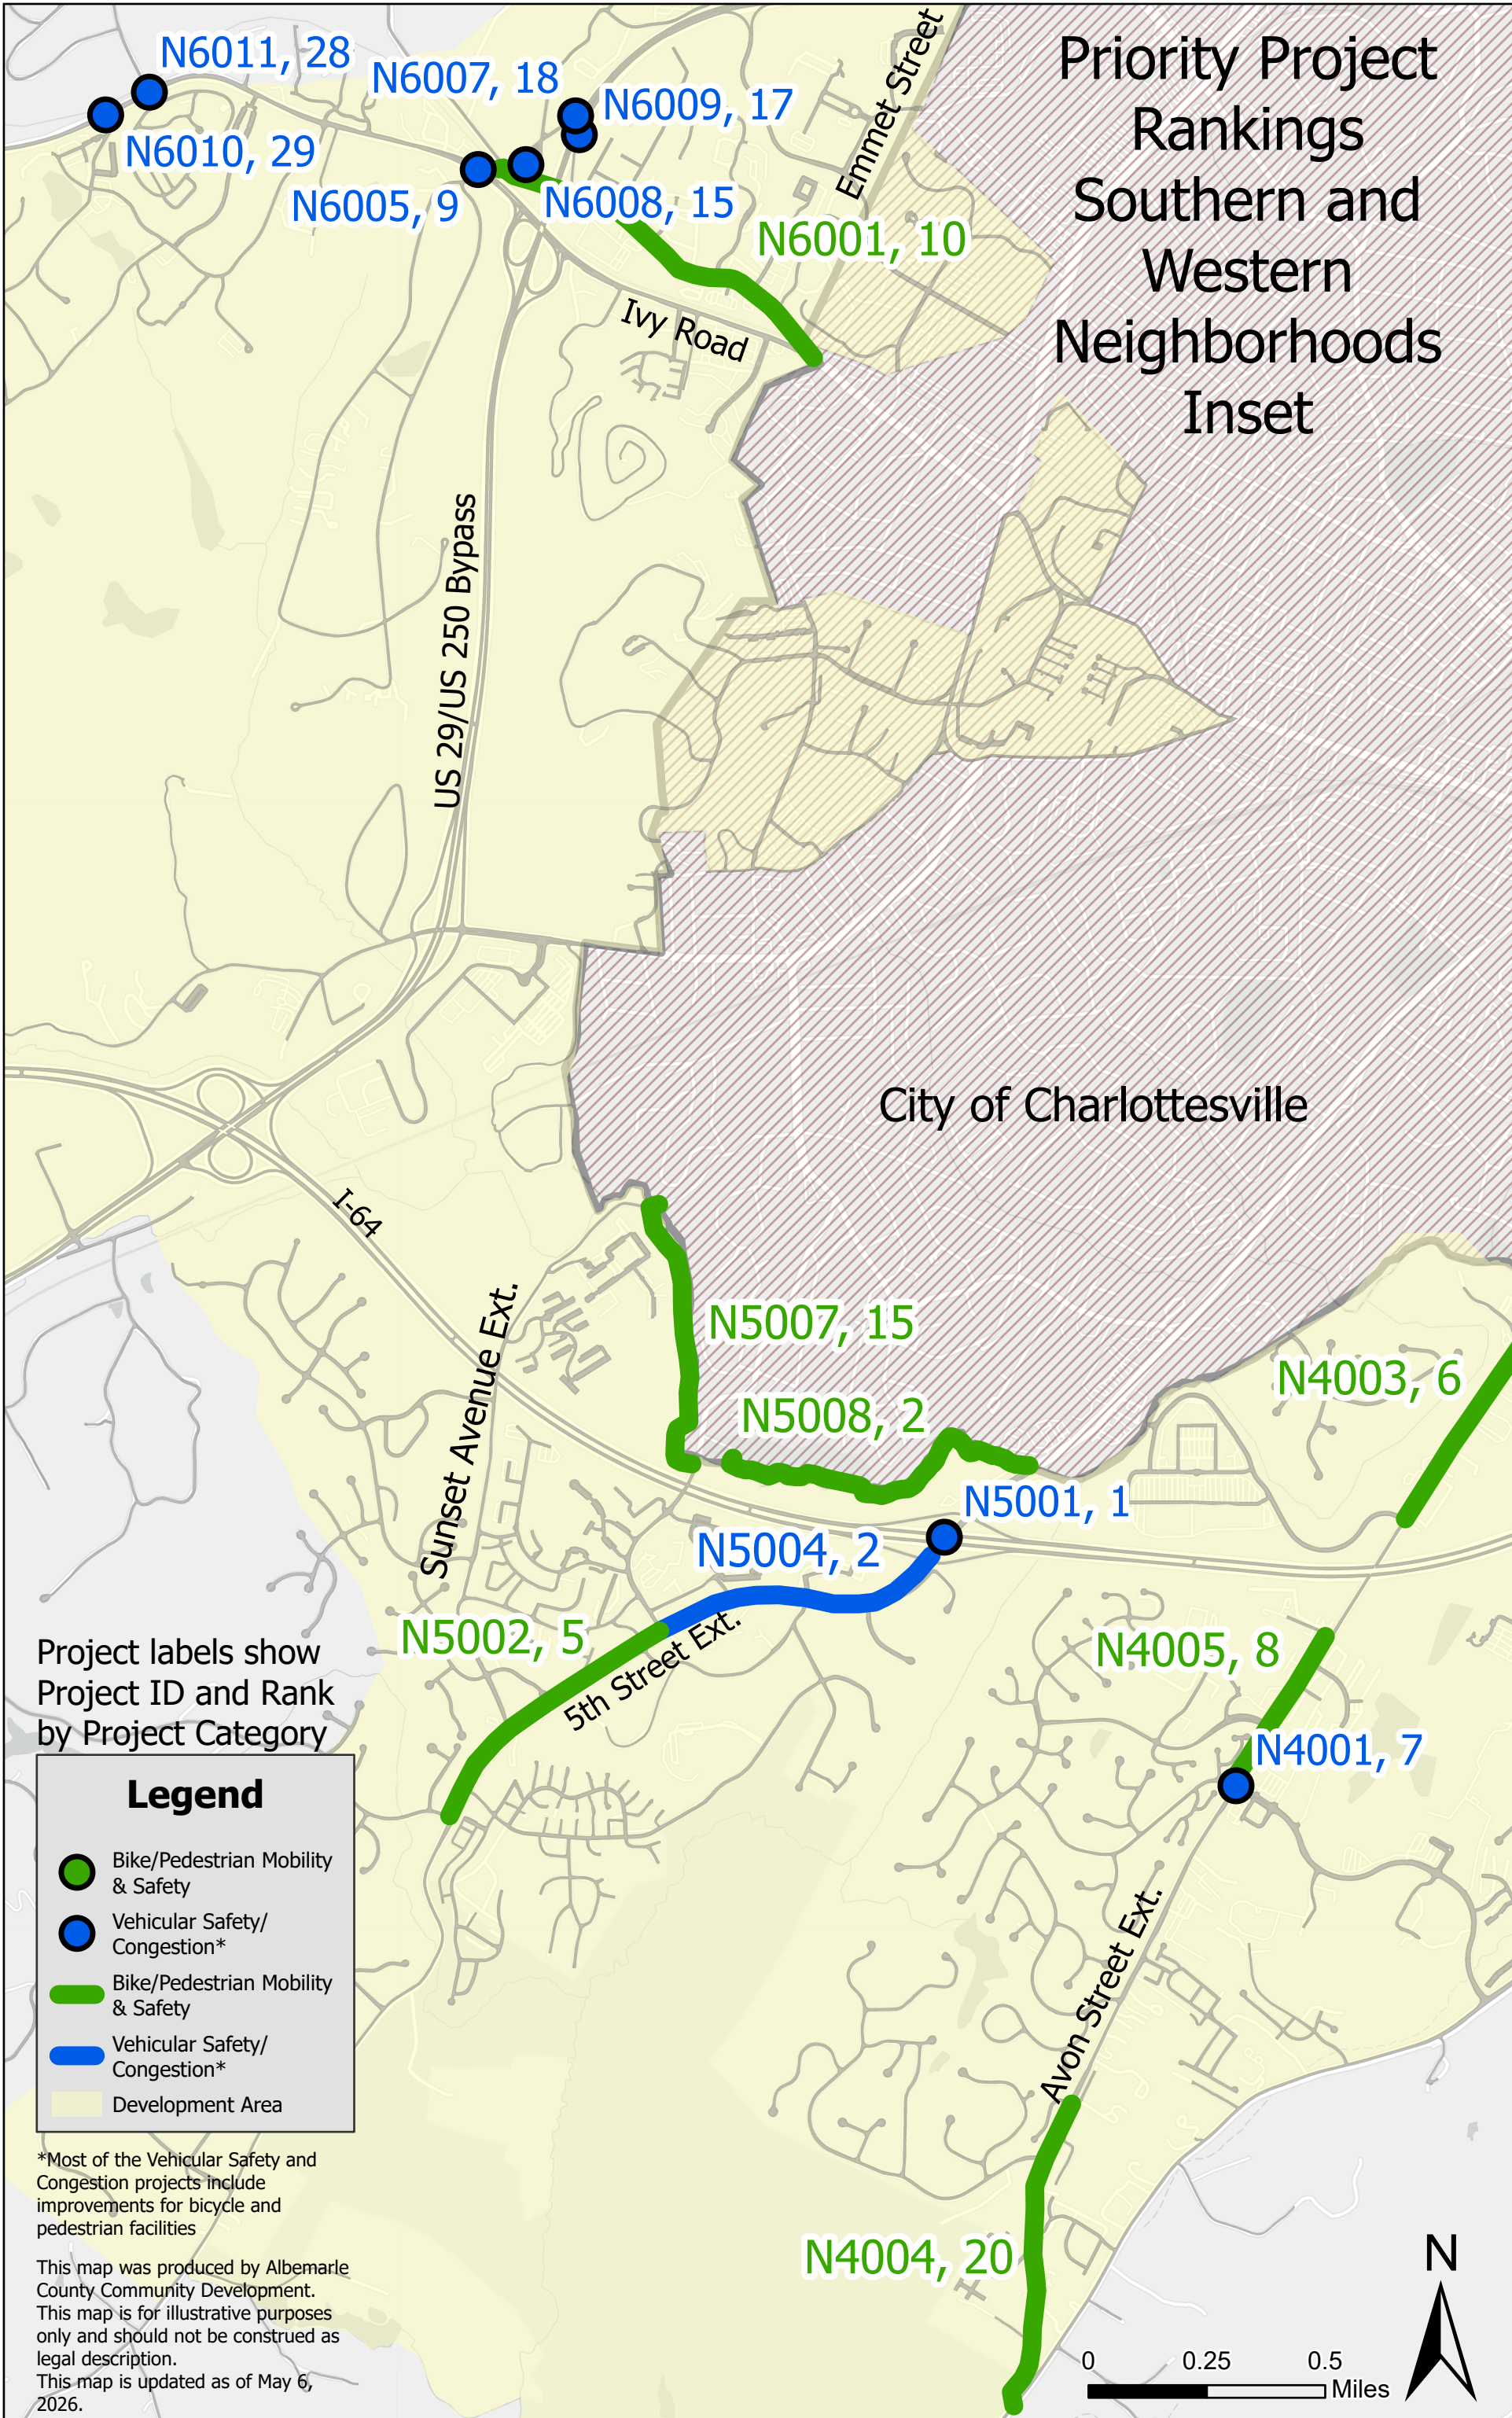 Priority Project
Rankings
Southern and
Western
Neighborhoods
Inset
N6011, 28
N6010, 29
N6007, 18
N6009, 17
N6005, 9
N6008, 15
N6001, 10
Emmet Street
Ivy Road
US 29/US 250 Bypass
City of Charlottesville
I-64
Sunset Avenue Ext.
N5007, 15
N5008, 2
N4003, 6
N5001, 1
N5004, 2
N5002, 5
5th Street Ext.
N4005, 8
N4001, 7
Avon Street Ext.
N4004, 20
Project labels show
Project ID and Rank
by Project Category
Legend
Bike/Pedestrian Mobility
& Safety
Vehicular Safety/
Congestion*
Bike/Pedestrian Mobility
& Safety
Vehicular Safety/
Congestion*
Development Area
*Most of the Vehicular Safety and
Congestion projects include
improvements for bicycle and
pedestrian facilities
This map was produced by Albemarle
County Community Development.
This map is for illustrative purposes
only and should not be construed as
legal description.
This map is updated as of May 6,
2026.
N
0 0.25 0.5
Miles